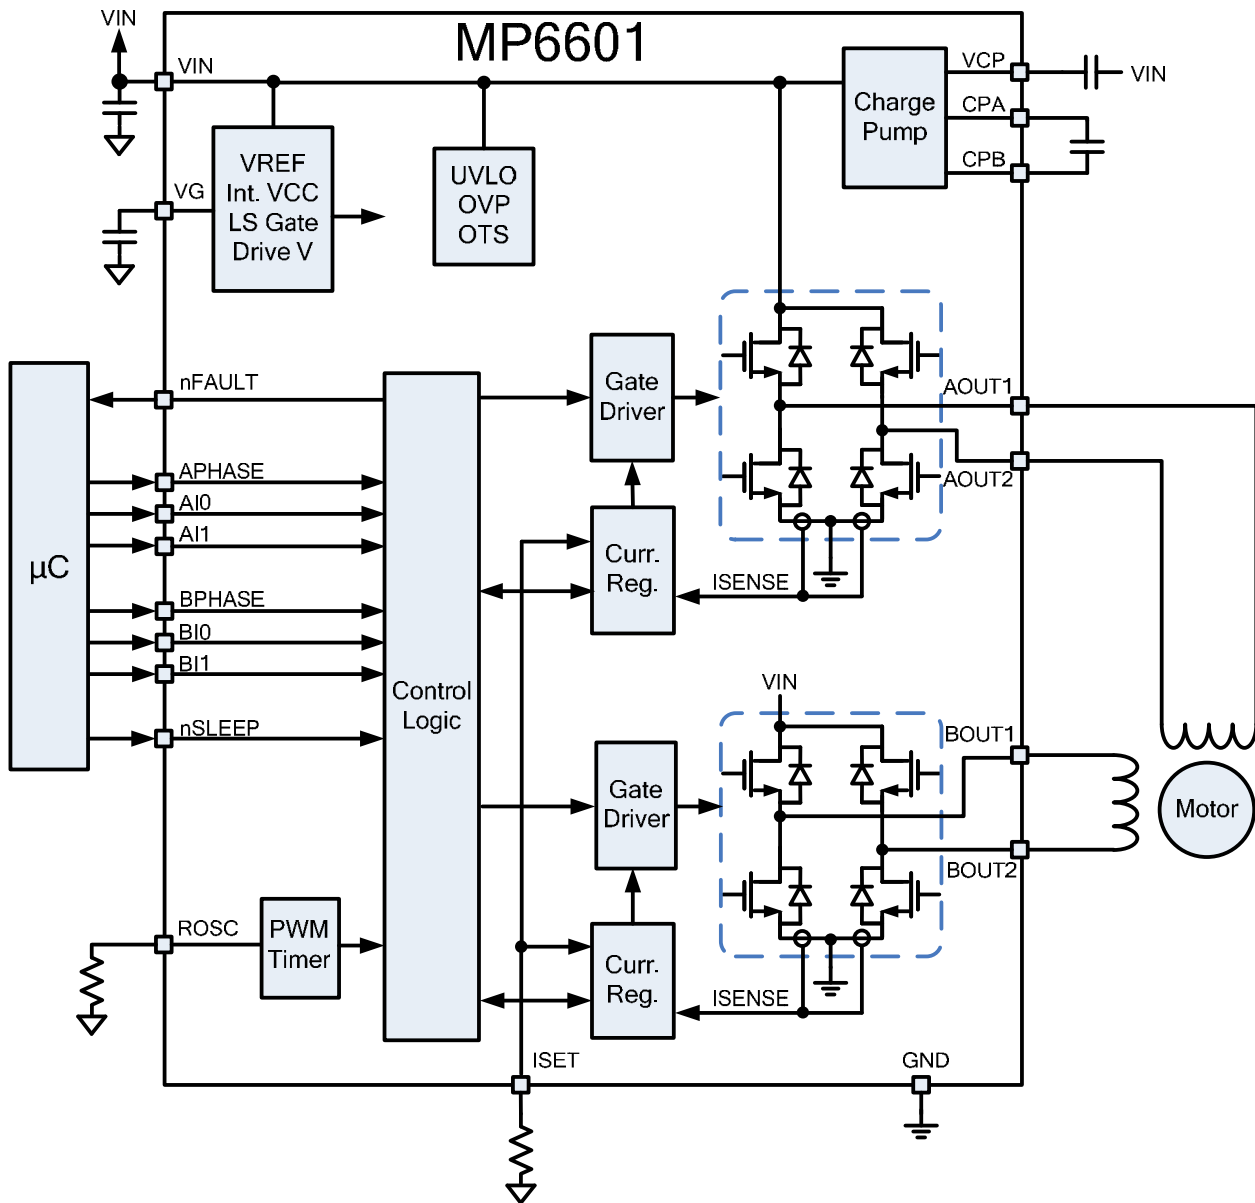 VIN
MP6601
VIN
VCP
VIN
CPA
Charge
Pump
CPB
VREF
Int. VCC
LS Gate
Drive V
UVLO
OVP
OTS
VG
nFAULT
Gate
Driver
AOUT1
APHASE
AI0
AI1
AOUT2
µC
Curr.
Reg.
ISENSE
BPHASE
BI0
BI1
Control
Logic
nSLEEP
VIN
BOUT1
Gate
Driver
Motor
BOUT2
ROSC
PWM
Timer
Curr.
Reg.
ISENSE
ISET
GND